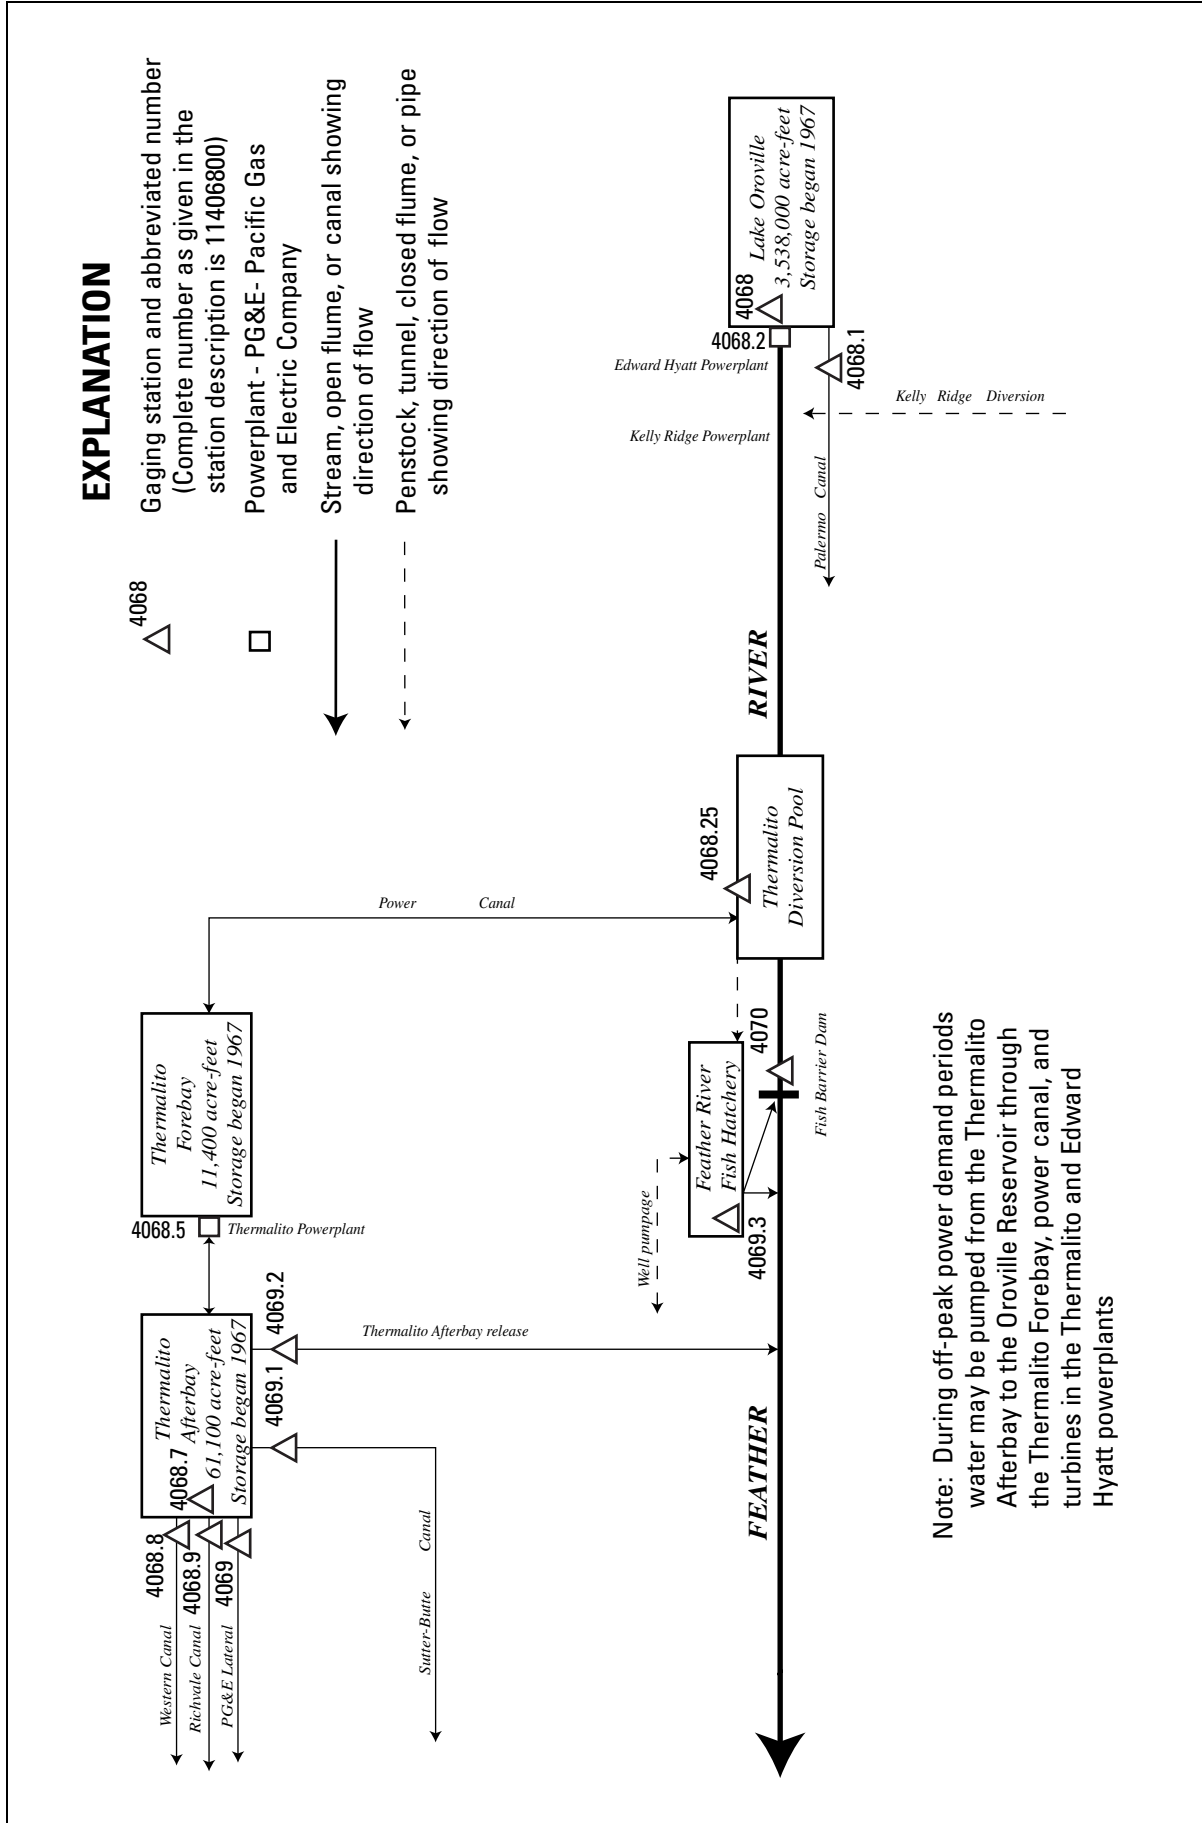 EXPLANATION
4068
Gaging station and abbreviated number
(Complete number as given in the
station description is 11406800)
Powerplant - PG&E- Pacific Gas
and Electric Company
Stream, open flume, or canal showing
direction of flow
Penstock, tunnel, closed flume, or pipe
showing direction of flow
Thermalito
Afterbay
61,100 acre-feet
Storage began 1967
4068.7
4068.8
4068.9
4069
Western Canal
Richvale Canal
PG&E Lateral
4069.1
4069.2
Sutter-Butte Canal
Thermalito Afterbay release
Thermalito
Forebay
11,400 acre-feet
Storage began 1967
4068.5
Thermalito Powerplant
Power Canal
Well pumpage
Feather River
Fish Hatchery
4069.3
4070
Fish Barrier Dam
4068.25
Thermalito
Diversion Pool
FEATHER
RIVER
Lake Oroville
3,538,000 acre-feet
Storage began 1967
4068
4068.2
4068.1
Edward Hyatt Powerplant
Kelly Ridge Powerplant
Kelly Ridge Diversion
Palermo Canal
Note: During off-peak power demand periods
water may be pumped from the Thermalito
Afterbay to the Oroville Reservoir through
the Thermalito Forebay, power canal, and
turbines in the Thermalito and Edward
Hyatt powerplants